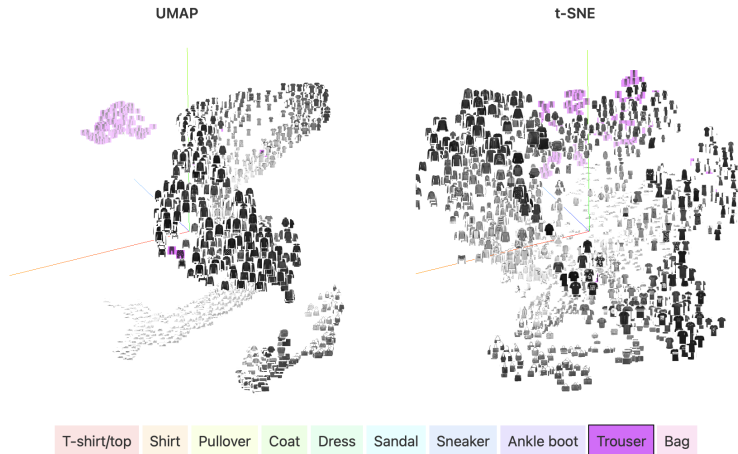 UMAP
t-SNE
T-shirt/top Shirt Pullover Coat Dress Sandal Sneaker Ankle boot Trouser Bag